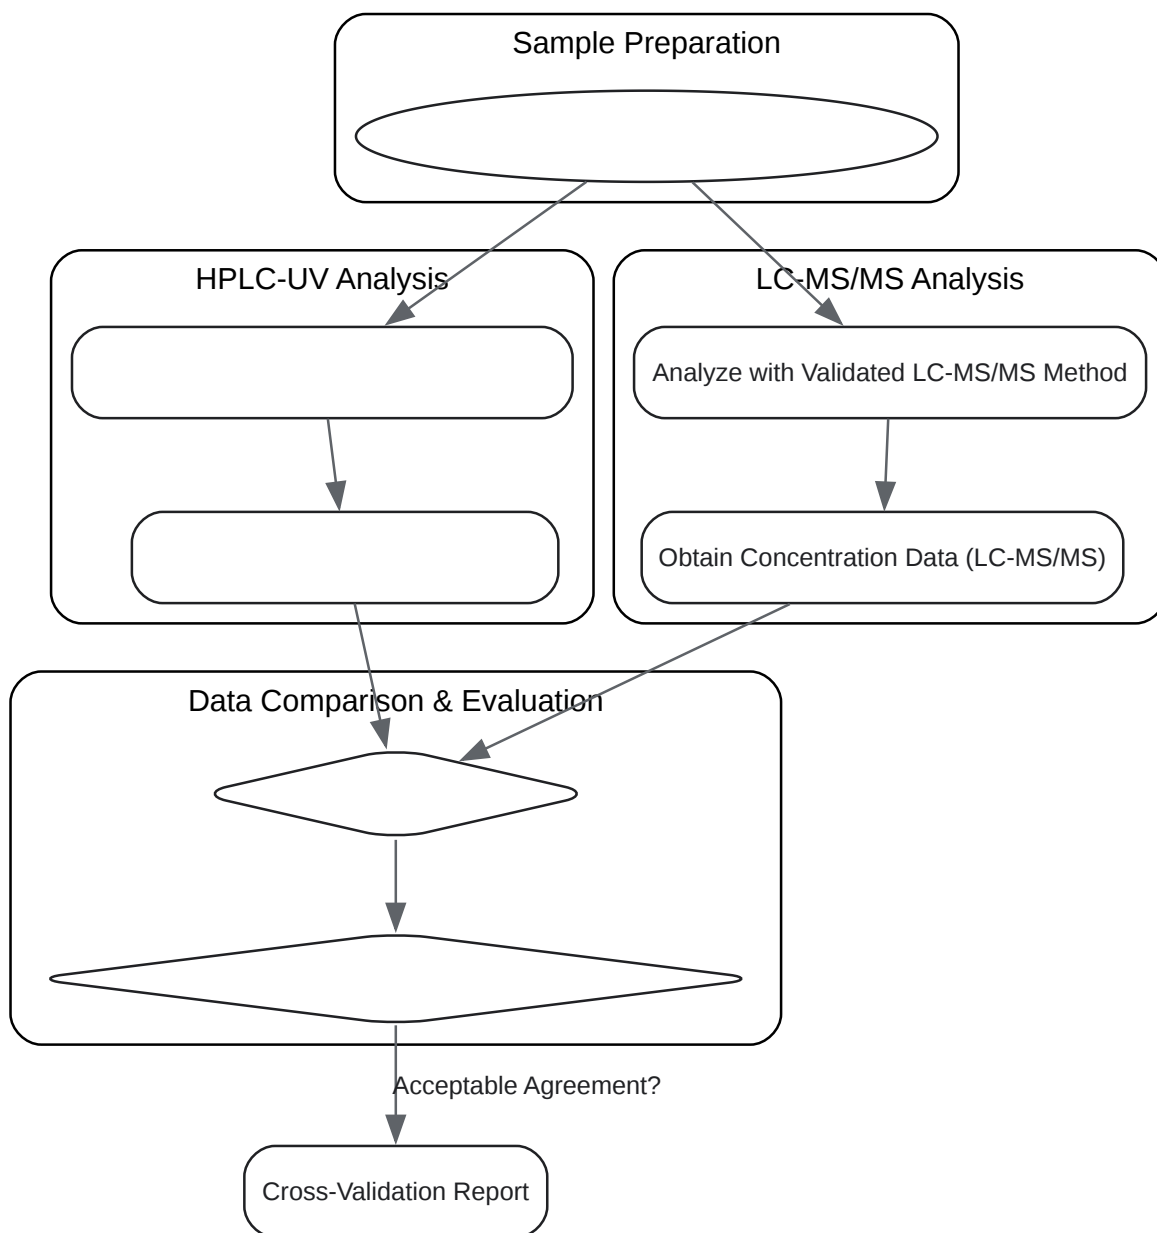 Sample Preparation
HPLC-UV Analysis
LC-MS/MS Analysis
Analyze with Validated LC-MS/MS Method
Obtain Concentration Data (LC-MS/MS)
Data Comparison & Evaluation
Acceptable Agreement?
Cross-Validation Report